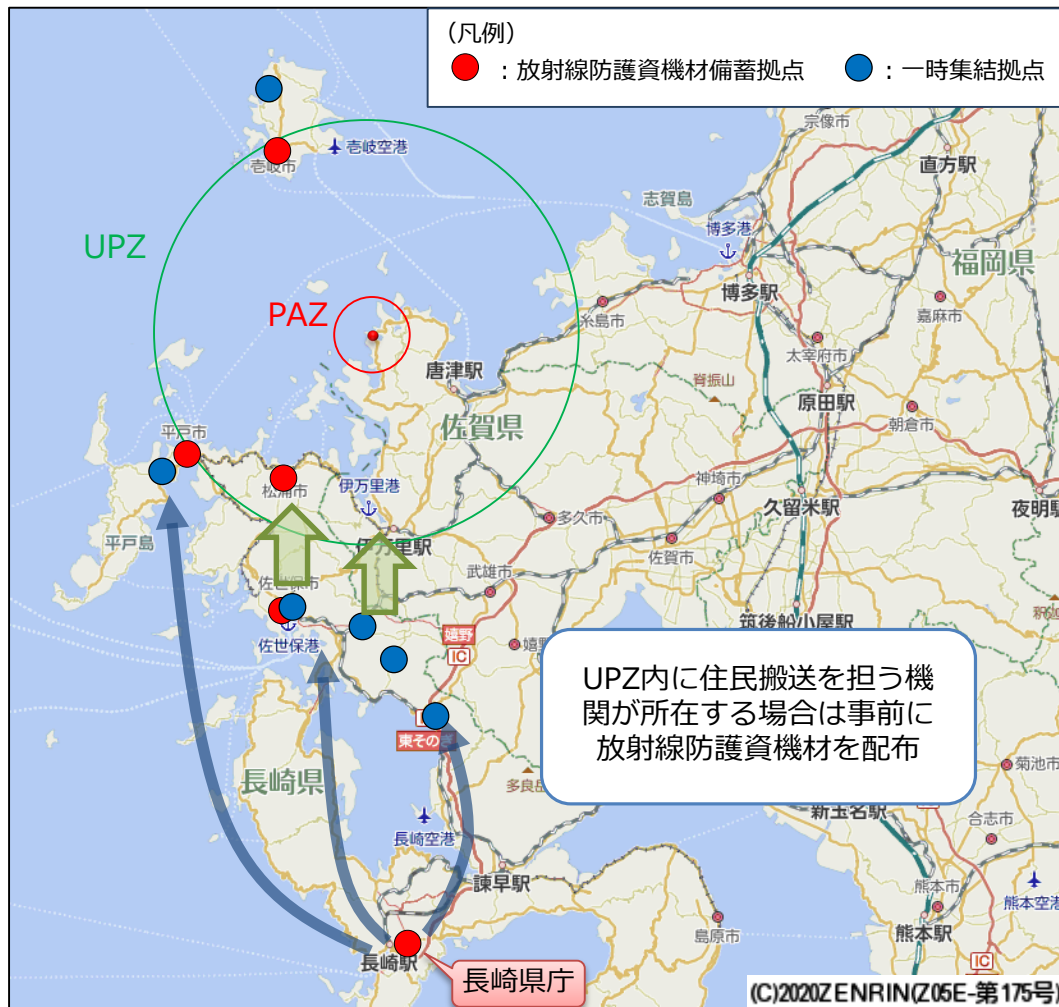 (凡例)
：放射線防護資機材備蓄拠点
：一時集結拠点
宗像市
直方駅
壱岐空港
壱岐市
志賀島
博多港
UPZ
福岡県
博多駅
嘉麻市
PAZ
糸島市
太宰府市
唐津駅
脊振山
原田駅
佐賀県
朝倉市
平戸市
神埼市
松浦市
伊万里港
久留米駅
夜明駅
多久市
伊万里駅
佐賀市
平戸島
武雄市
佐世保市
筑後船小屋駅
嬉野
IC
佐世保港
UPZ内に住民搬送を担う機
関が所在する場合は事前に
放射線防護資機材を配布
東そのぎ
長崎県
多良岳
菊池市
新玉名駅
合志市
長崎空港
諫早駅
熊本空港
熊本市
島原市
熊本駅
長崎駅
IC
長崎県庁
(C)2020ZENRIN(Z05E-第175号)